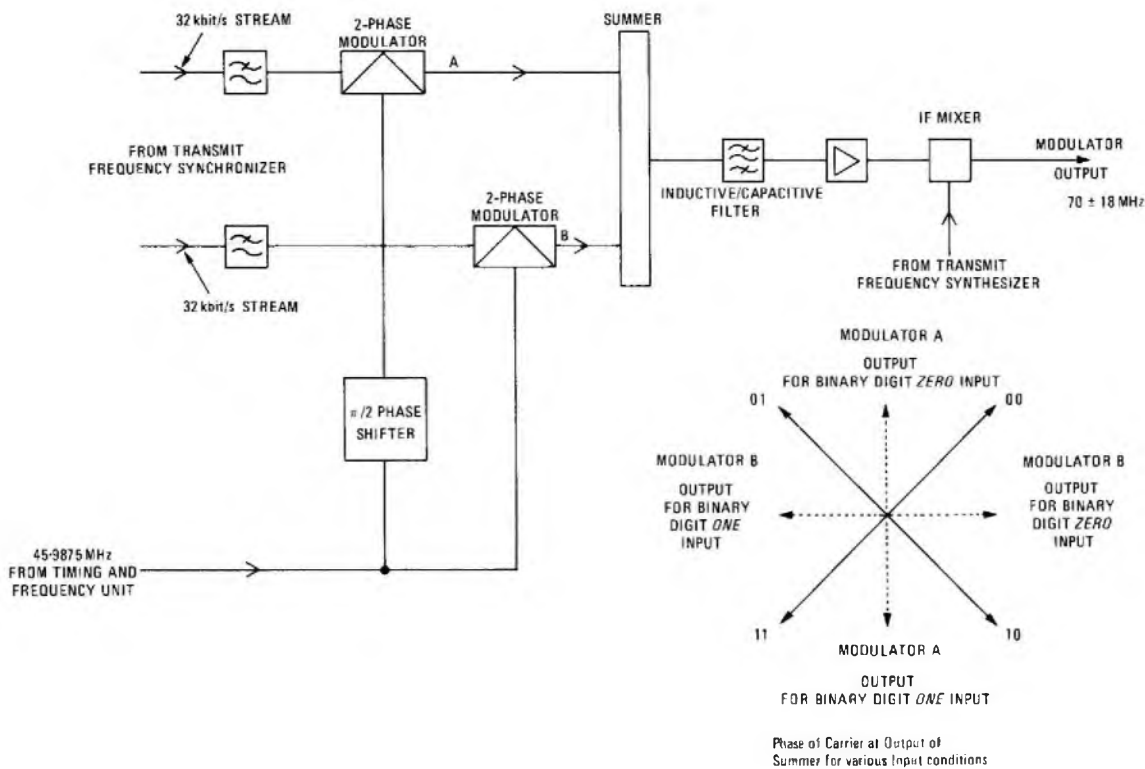 32 kbit/s STREAM
2-PHASE
MODULATOR
A
SUMMER
FROM TRANSMIT
FREQUENCY SYNCHRONIZER
IF MIXER
MODULATOR
OUTPUT
70 ± 18 MHz
INDUCTIVE/CAPACITIVE
FILTER
2-PHASE
MODULATOR
B
32 kbit/s STREAM
FROM TRANSMIT
FREQUENCY SYNTHESIZER
π/2 PHASE
SHIFTER
45·9875 MHz
FROM TIMING AND
FREQUENCY UNIT
MODULATOR A
OUTPUT
FOR BINARY DIGIT ZERO INPUT
01
00
MODULATOR B
OUTPUT
FOR BINARY
DIGIT ONE
INPUT
MODULATOR B
OUTPUT
FOR BINARY
DIGIT ZERO
INPUT
11
10
MODULATOR A
OUTPUT
FOR BINARY DIGIT ONE INPUT
Phase of Carrier at Output of
Summer for various Input conditions